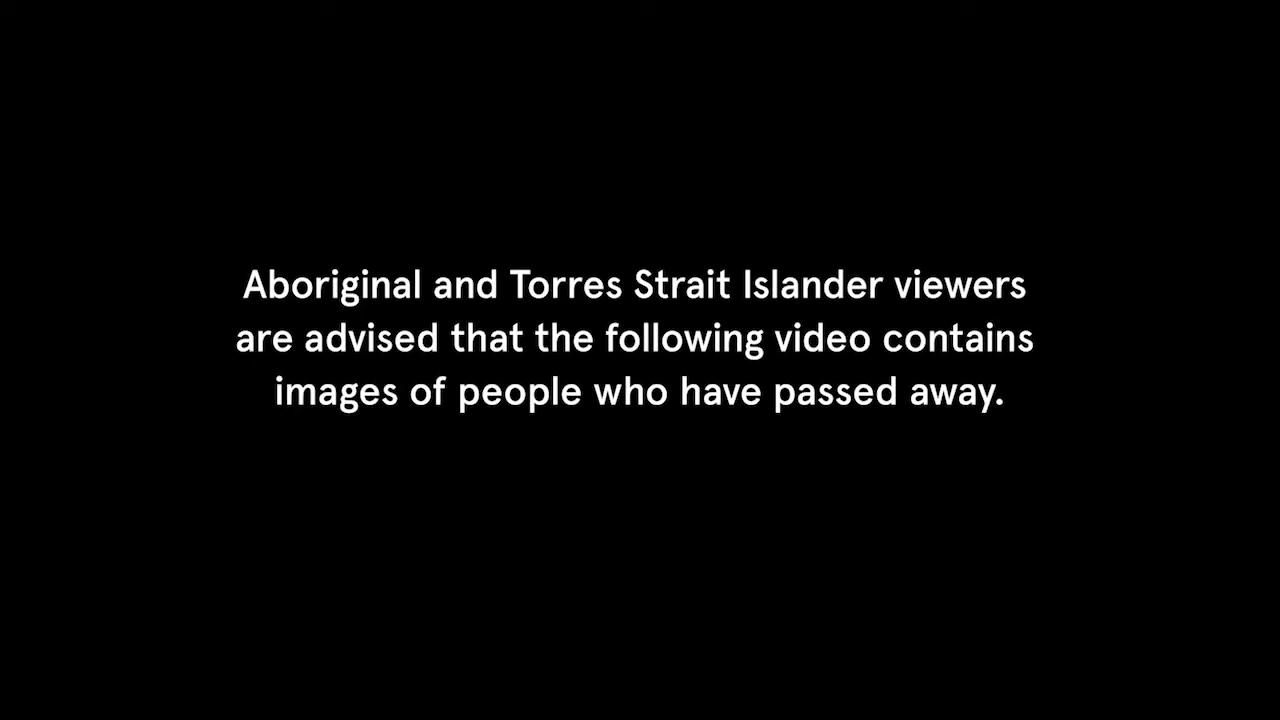 Aboriginal and Torres Strait Islander viewers
are advised that the following video contains
images of people who have passed away.